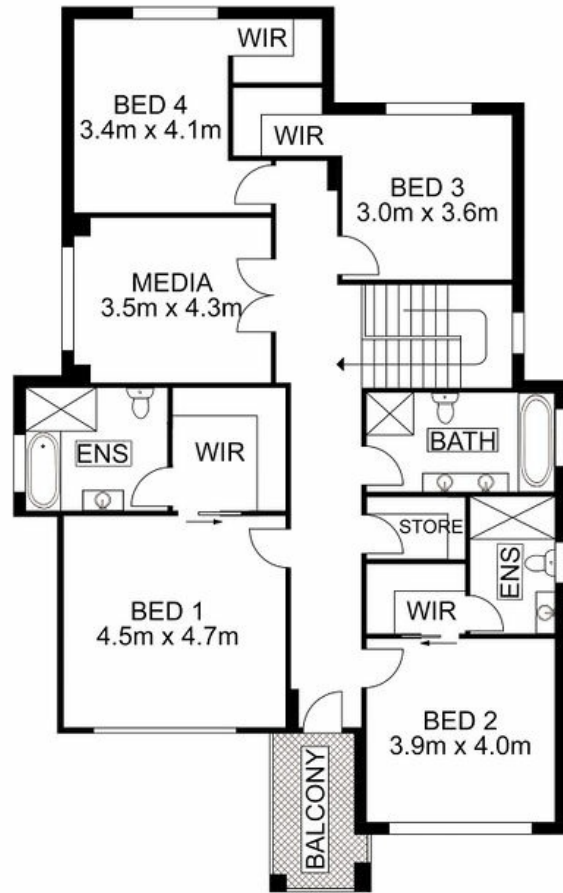 WIR
BED 4
3.4m x 4.1m
WIR
BED 3
3.0m x 3.6m
MEDIA
3.5m x 4.3m
ENS
WIR
BATH
STORE
ENS
WIR
BED 1
4.5m x 4.7m
BED 2
3.9m x 4.0m
BALCONY